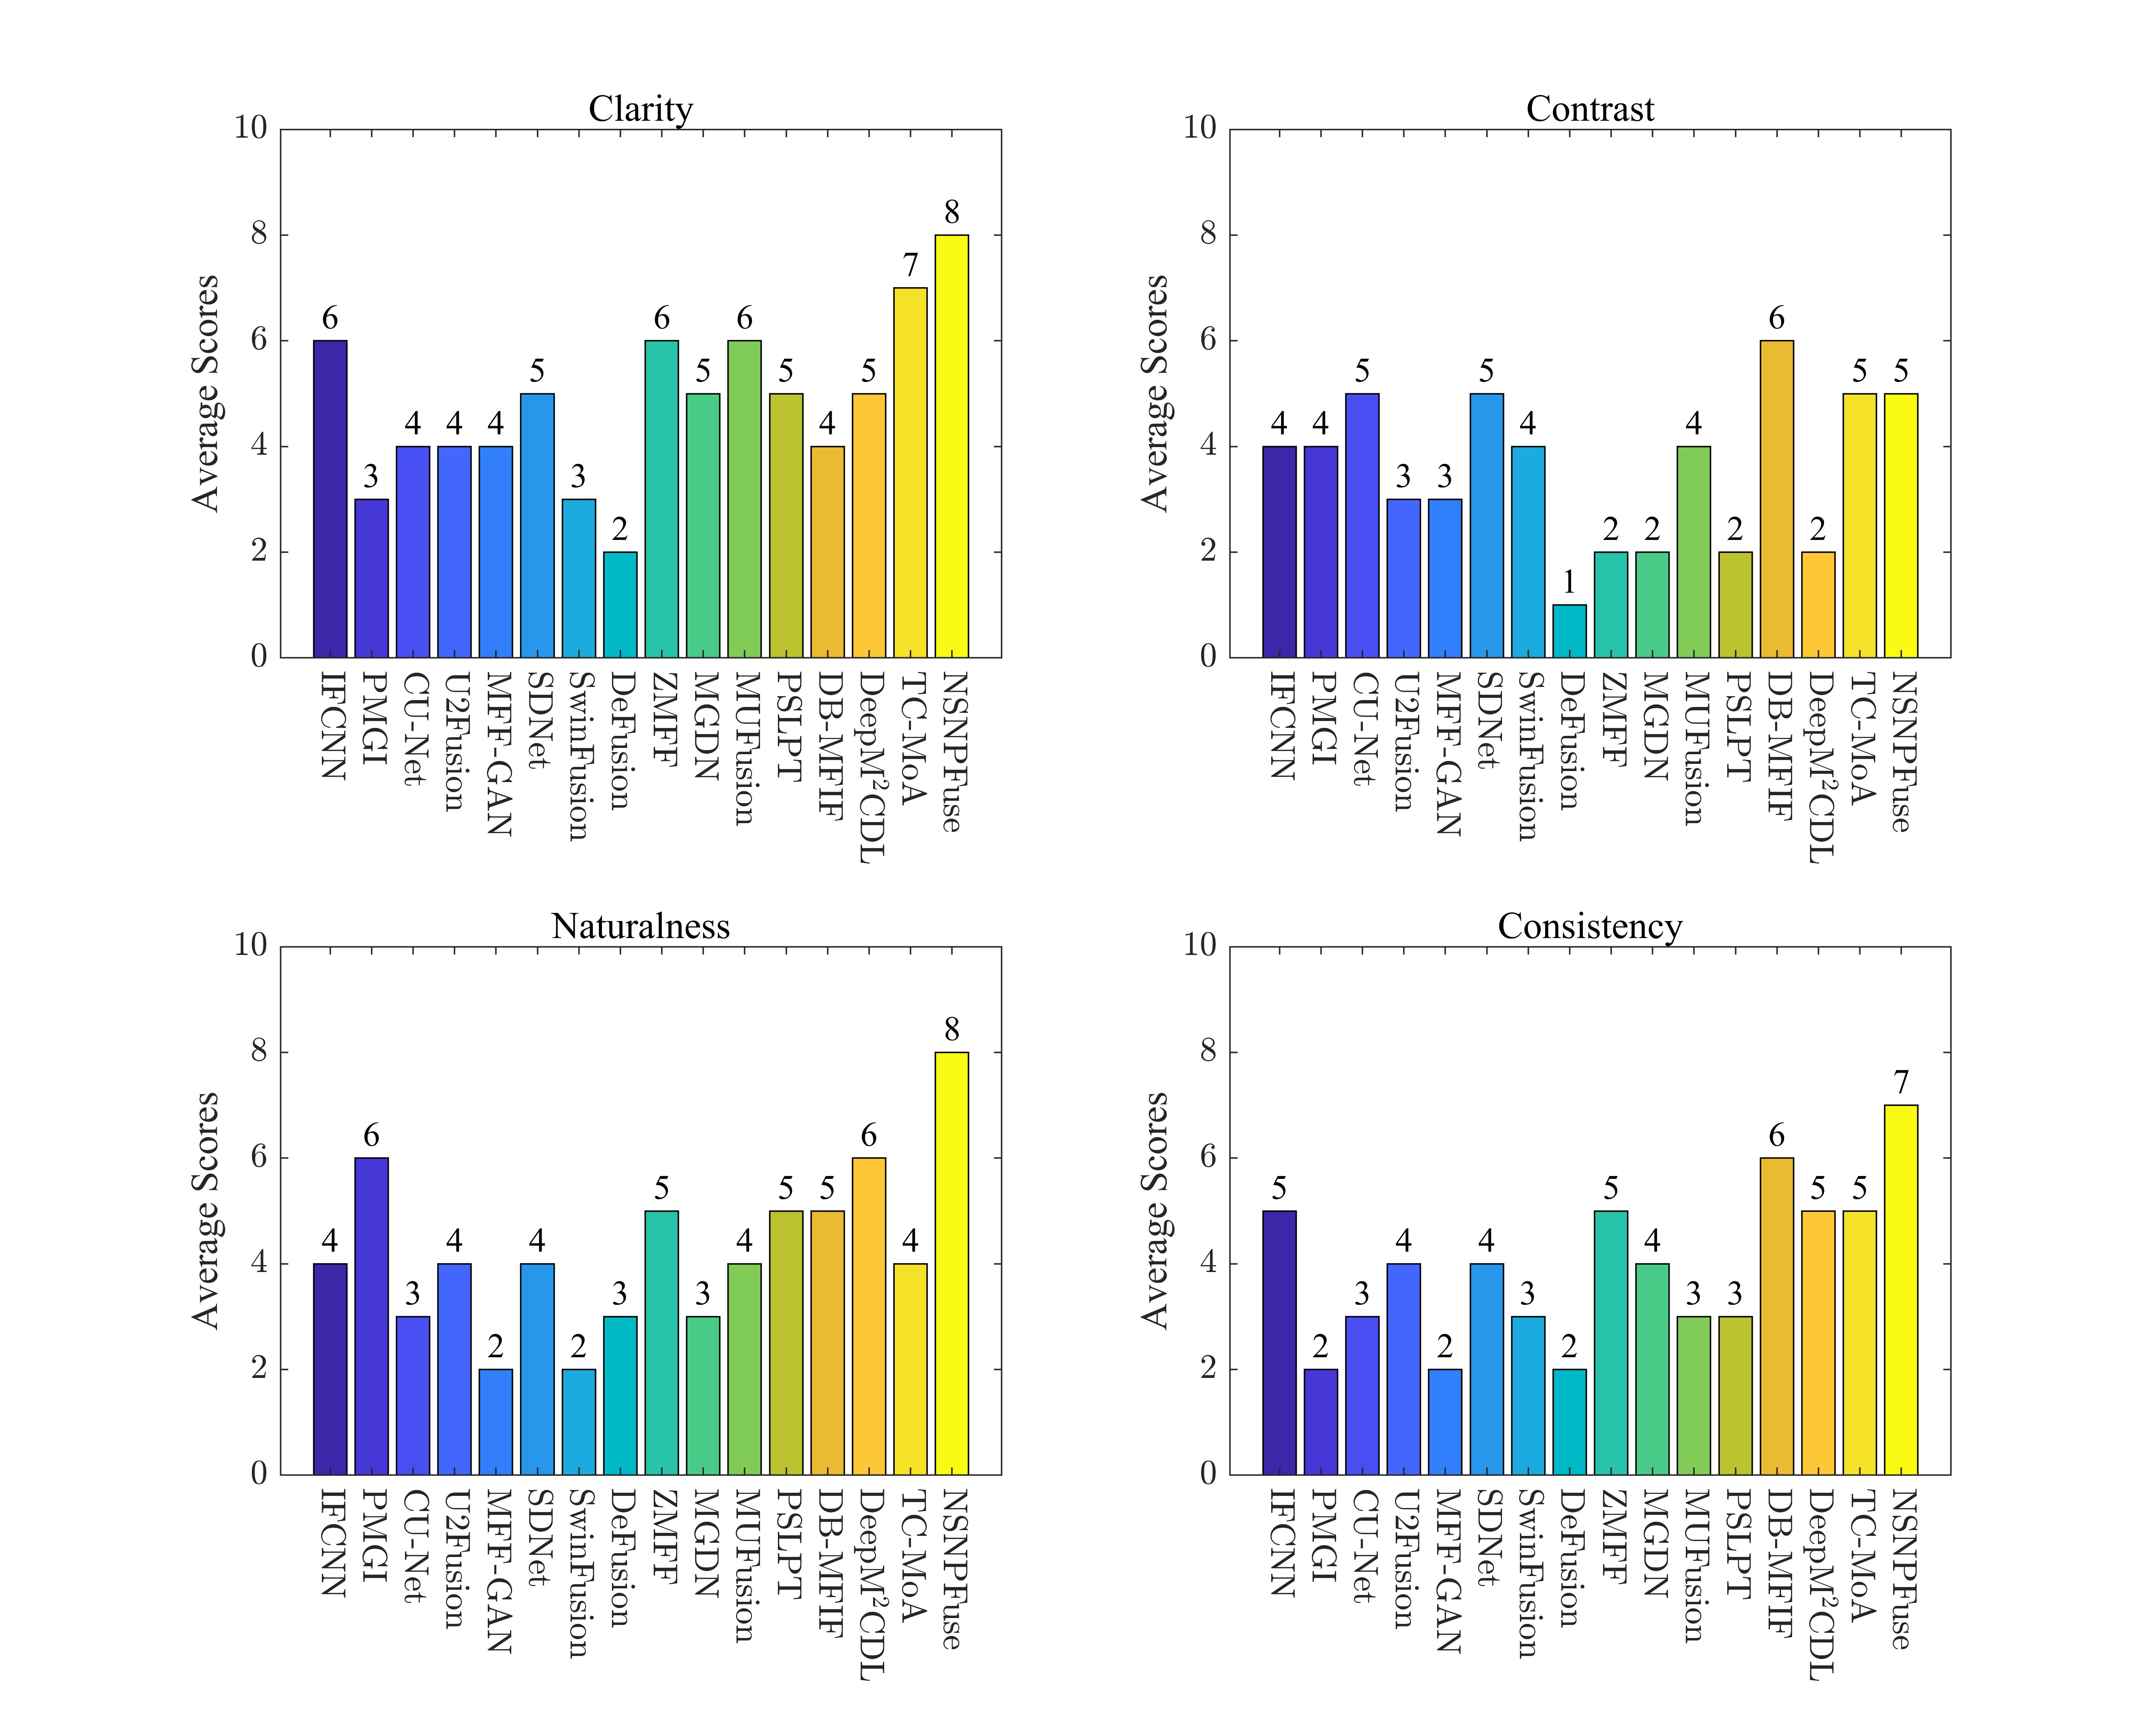 Clarity
Average Scores
10
8
6
4
2
0
6
3
4
4
4
5
3
2
6
5
6
5
4
5
7
8
IFCNN
PMGI
CU-Net
U2Fusion
MFF-GAN
SDNet
SwinFusion
DeFusion
ZMFF
MGDN
MUFusion
PSLPT
DB-MFIF
DeepM²CDL
TC-MoA
NSNPFuse
Contrast
Average Scores
10
8
6
4
2
0
4
4
5
3
3
5
4
1
2
2
4
2
6
2
5
5
IFCNN
PMGI
CU-Net
U2Fusion
MFF-GAN
SDNet
SwinFusion
DeFusion
ZMFF
MGDN
MUFusion
PSLPT
DB-MFIF
DeepM²CDL
TC-MoA
NSNPFuse
Naturalness
Average Scores
10
8
6
4
2
0
4
6
3
4
2
4
2
3
5
3
4
5
5
6
4
8
IFCNN
PMGI
CU-Net
U2Fusion
MFF-GAN
SDNet
SwinFusion
DeFusion
ZMFF
MGDN
MUFusion
PSLPT
DB-MFIF
DeepM²CDL
TC-MoA
NSNPFuse
Consistency
Average Scores
10
8
6
4
2
0
5
2
3
4
2
4
3
2
5
4
3
3
6
5
5
7
IFCNN
PMGI
CU-Net
U2Fusion
MFF-GAN
SDNet
SwinFusion
DeFusion
ZMFF
MGDN
MUFusion
PSLPT
DB-MFIF
DeepM²CDL
TC-MoA
NSNPFuse